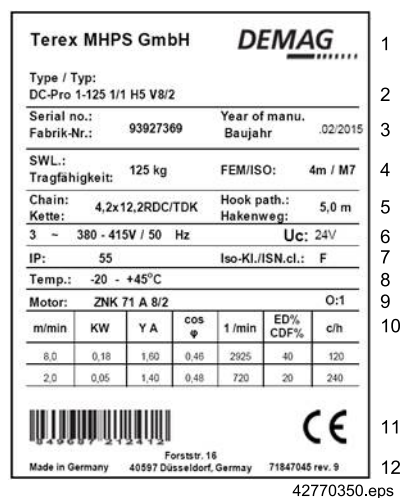 Terex MHPS GmbH DEMAG 1
Type / Typ:
DC-Pro 1-125 1/1 H5 V8/2 2
Serial no.: Year of manu.
Fabrik-Nr.: 93927369 Baujahr .02/2015 3
SWL.:
Tragfähigkeit: 125 kg FEM/ISO: 4m / M7 4
Chain: Hook path.:
Kette: 4,2x12,2RDC/TDK Hakenweg: 5,0 m 5
3 ~ 380 - 415V / 50 Hz Uc: 24V 6
IP: 55 Iso-Kl./ISN.cl.: F 7
Temp.: -20 - +45°C 8
Motor: ZNK 71 A 8/2 O:1 9
m/min KW Y A cos φ 1 /min ED% CDF% c/h 10
8,0 0,18 1,60 0,46 2925 40 120
2,0 0,05 1,40 0,48 720 20 240
CE 11
849687212412
Forststr. 16
Made in Germany 40597 Düsseldorf, Germay 71847045 rev. 9 12
42770350.eps